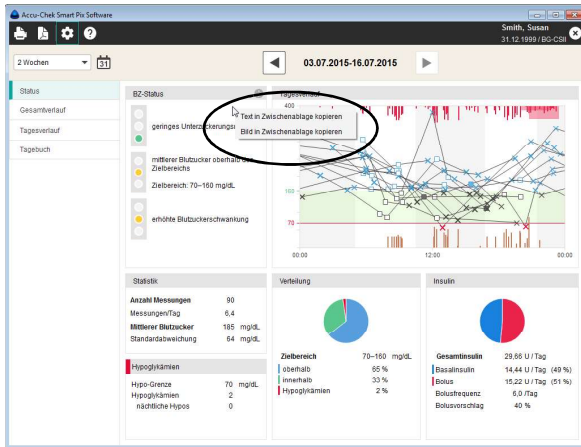 Accu-Chek Smart Pix Software
Smith, Susan
31.12.1999 / BG-CSII
2 Wochen
31
03.07.2015-16.07.2015
Status
Gesamtverlauf
Tagesverlauf
Tagebuch
BZ-Status
geringes Unterzuckerungs
mittlerer Blutzucker oberhalb des
Zielbereichs
Zielbereich: 70–160 mg/dL
erhöhte Blutzuckerschwankung
Text in Zwischenablage kopieren
Bild in Zwischenablage kopieren
Tagesverlauf
400
160
70
00:00
12:00
00:00
Statistik
Anzahl Messungen 90
Messungen/Tag 6,4
Mittlerer Blutzucker 185 mg/dL
Standardabweichung 64 mg/dL
Hypoglykämien
Hypo-Grenze 70 mg/dL
Hypoglykämien 2
nächtliche Hypos 0
Verteilung
Zielbereich 70–160 mg/dL
oberhalb 65 %
innerhalb 33 %
Hypoglykämien 2 %
Insulin
Gesamtinsulin 29,66 U / Tag
Basalinsulin 14,44 U / Tag (49 %)
Bolus 15,22 U / Tag (51 %)
Bolusfrequenz 6,0 /Tag
Bolusvorschlag 40 %